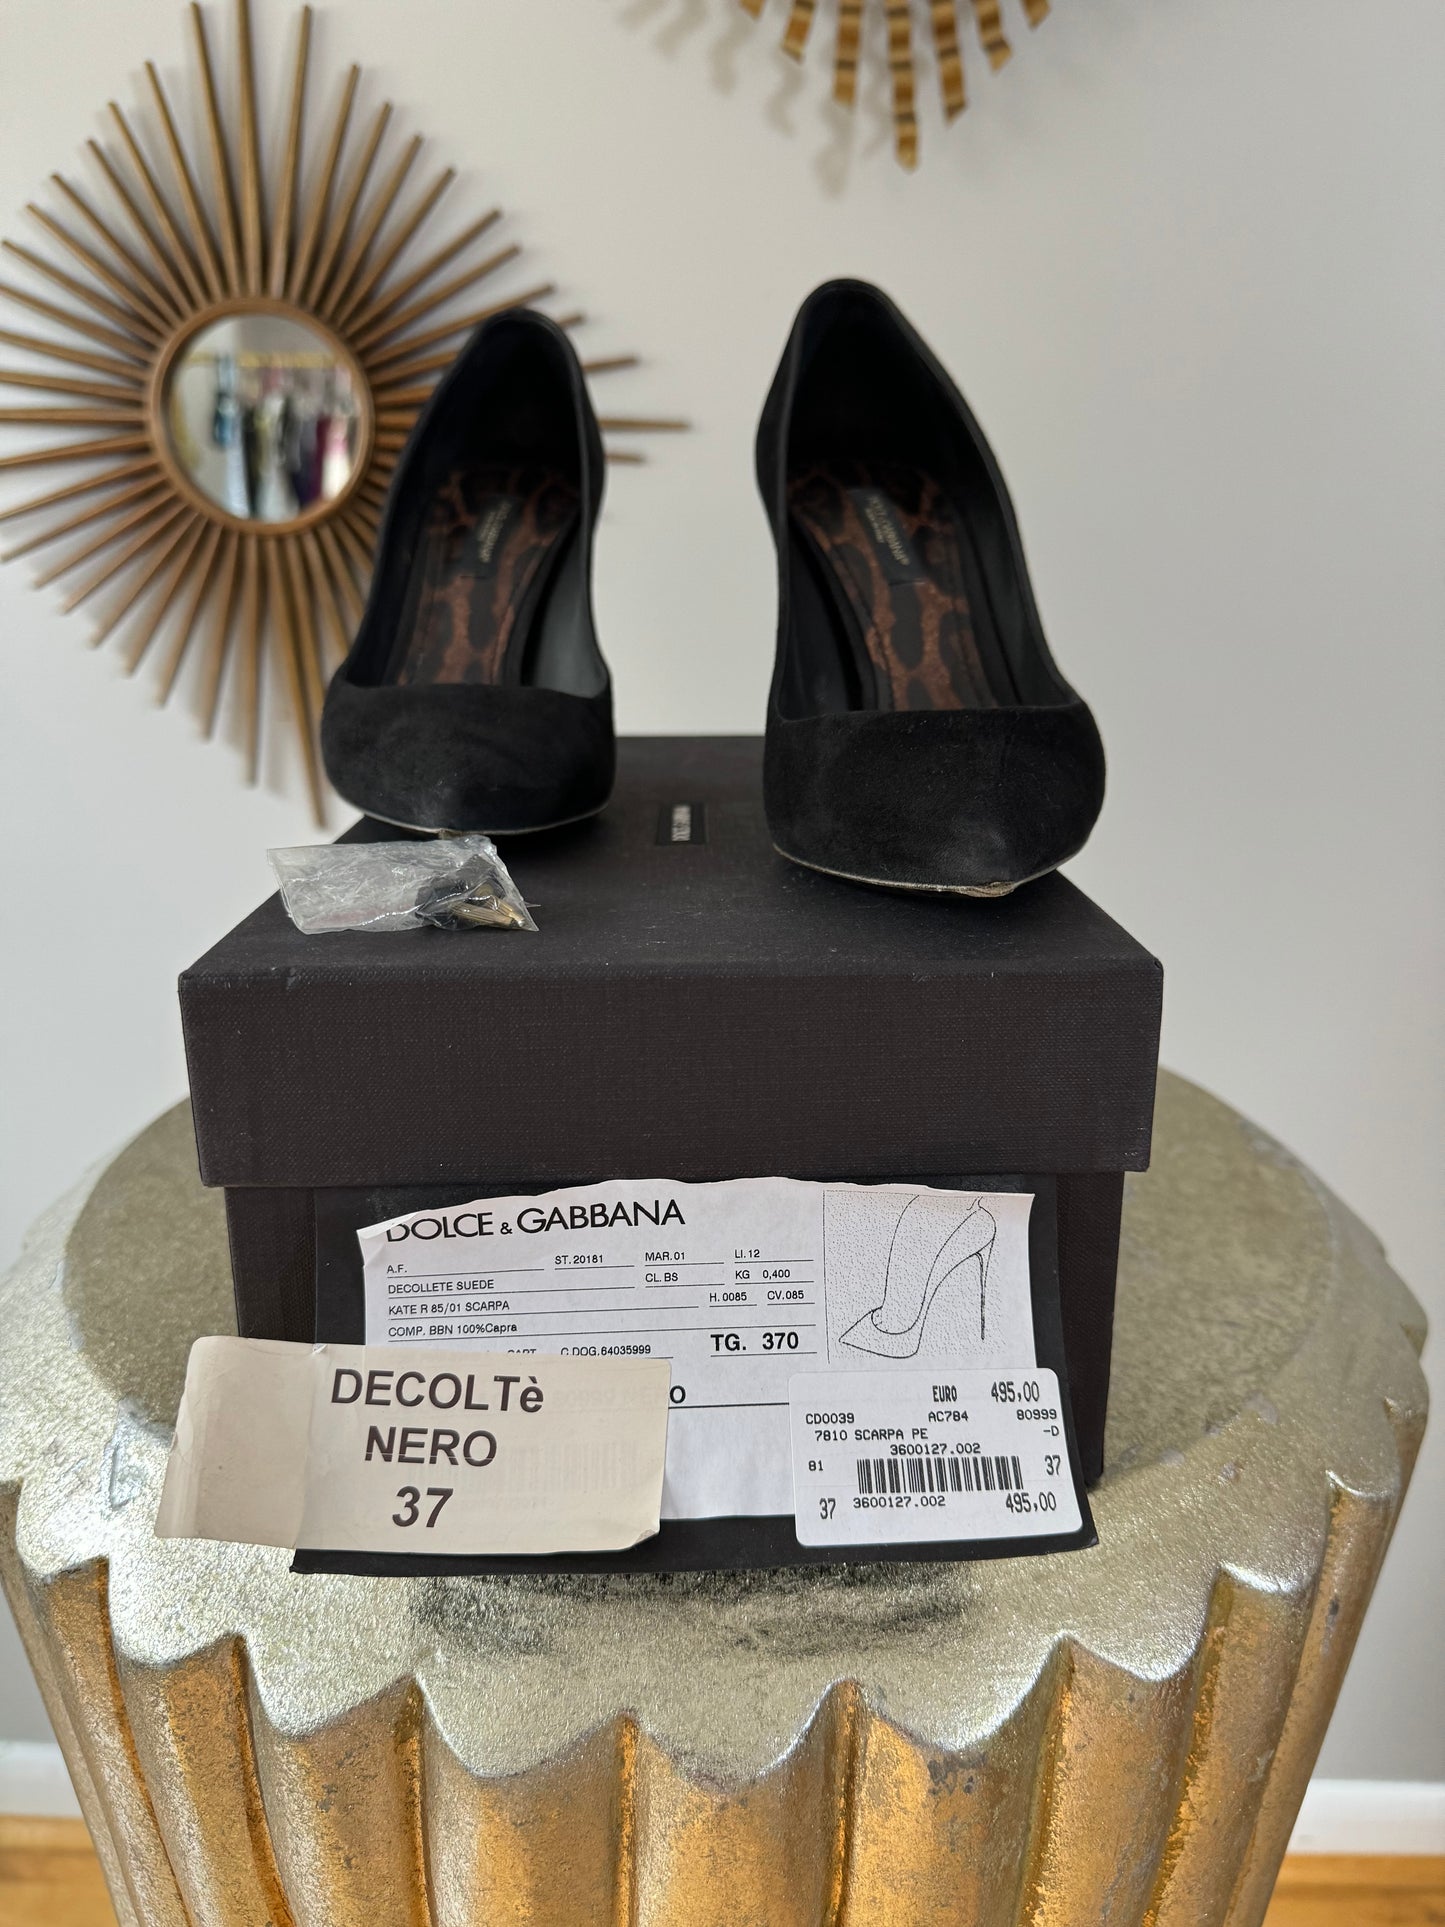 DOLCE & GABBANA
DOLCE & GABBANA
A.F. ST.20181 MAR.01 LI.12
DECOLLETE SUEDE CL.BS KG 0,400
KATE R 85/01 SCARPA H.0085 CV.085
COMP. BBN 100%Capra
C.DOG.64035999 TG. 370
O
DECOLTè
NERO
37
EURO 495,00
CD0039 AC784 80999
7810 SCARPA PE -D
3600127.002
81 37
37 3600127.002 495,00